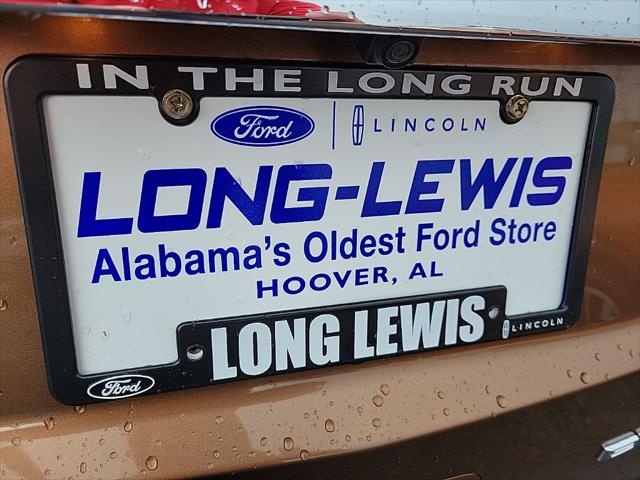 IN THE LONG RUN
Ford | LINCOLN
LONG-LEWIS
Alabama's Oldest Ford Store
HOOVER, AL
LONG LEWIS
LINCOLN
Ford